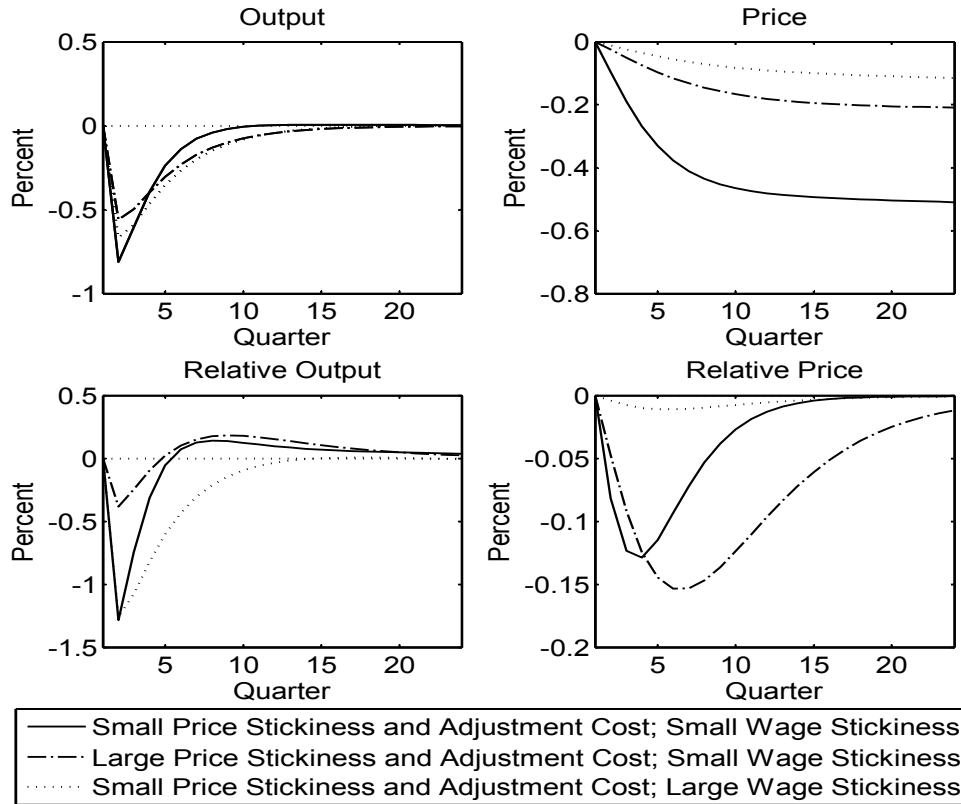 Output
Price
0.5
0
-0.5
-1
Percent
5 10 15 20
Quarter
0
-0.2
-0.4
-0.6
-0.8
Percent
5 10 15 20
Quarter
Relative Output
Relative Price
0.5
0
-0.5
-1
-1.5
Percent
5 10 15 20
Quarter
0
-0.05
-0.1
-0.15
-0.2
Percent
5 10 15 20
Quarter
Small Price Stickiness and Adjustment Cost; Small Wage Stickiness
Large Price Stickiness and Adjustment Cost; Small Wage Stickiness
Small Price Stickiness and Adjustment Cost; Large Wage Stickiness